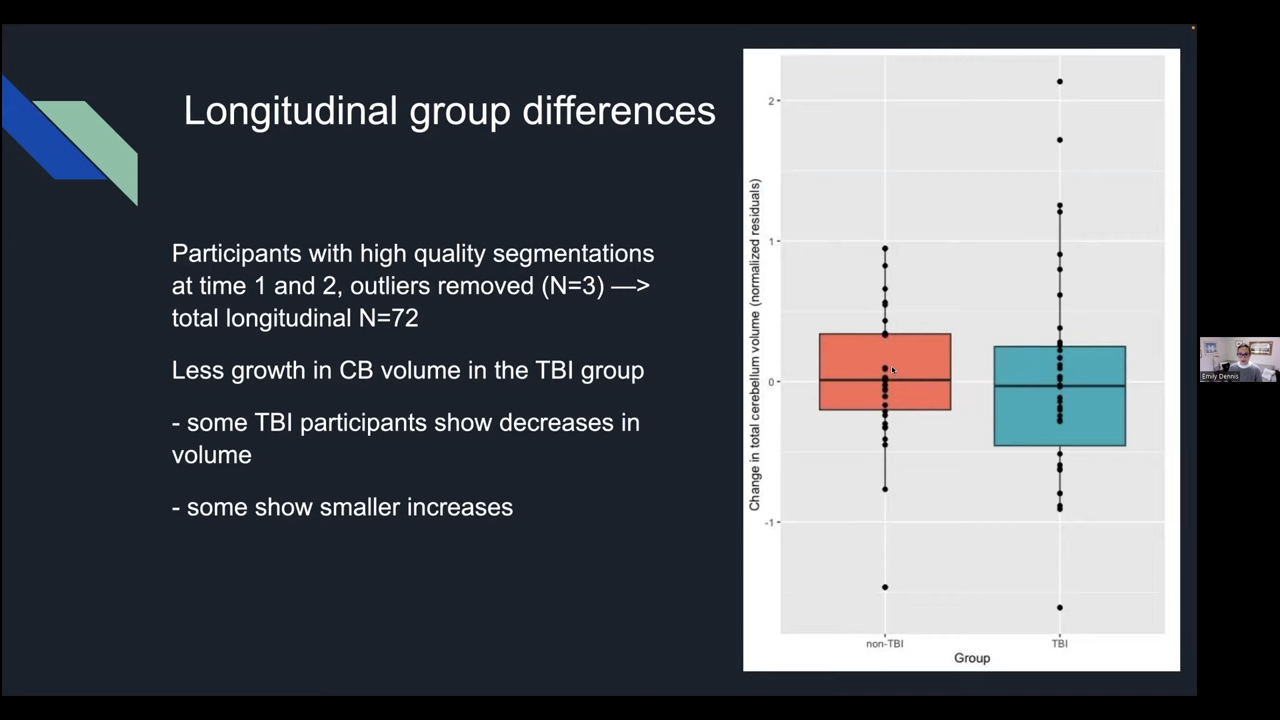 Longitudinal group differences
Participants with high quality segmentations
at time 1 and 2, outliers removed (N=3) —>
total longitudinal N=72
Less growth in CB volume in the TBI group
- some TBI participants show decreases in
volume
- some show smaller increases
Change in total cerebellum volume (normalized residuals)
2
1
0
-1
non-TBI
TBI
Group
Emily Dennis